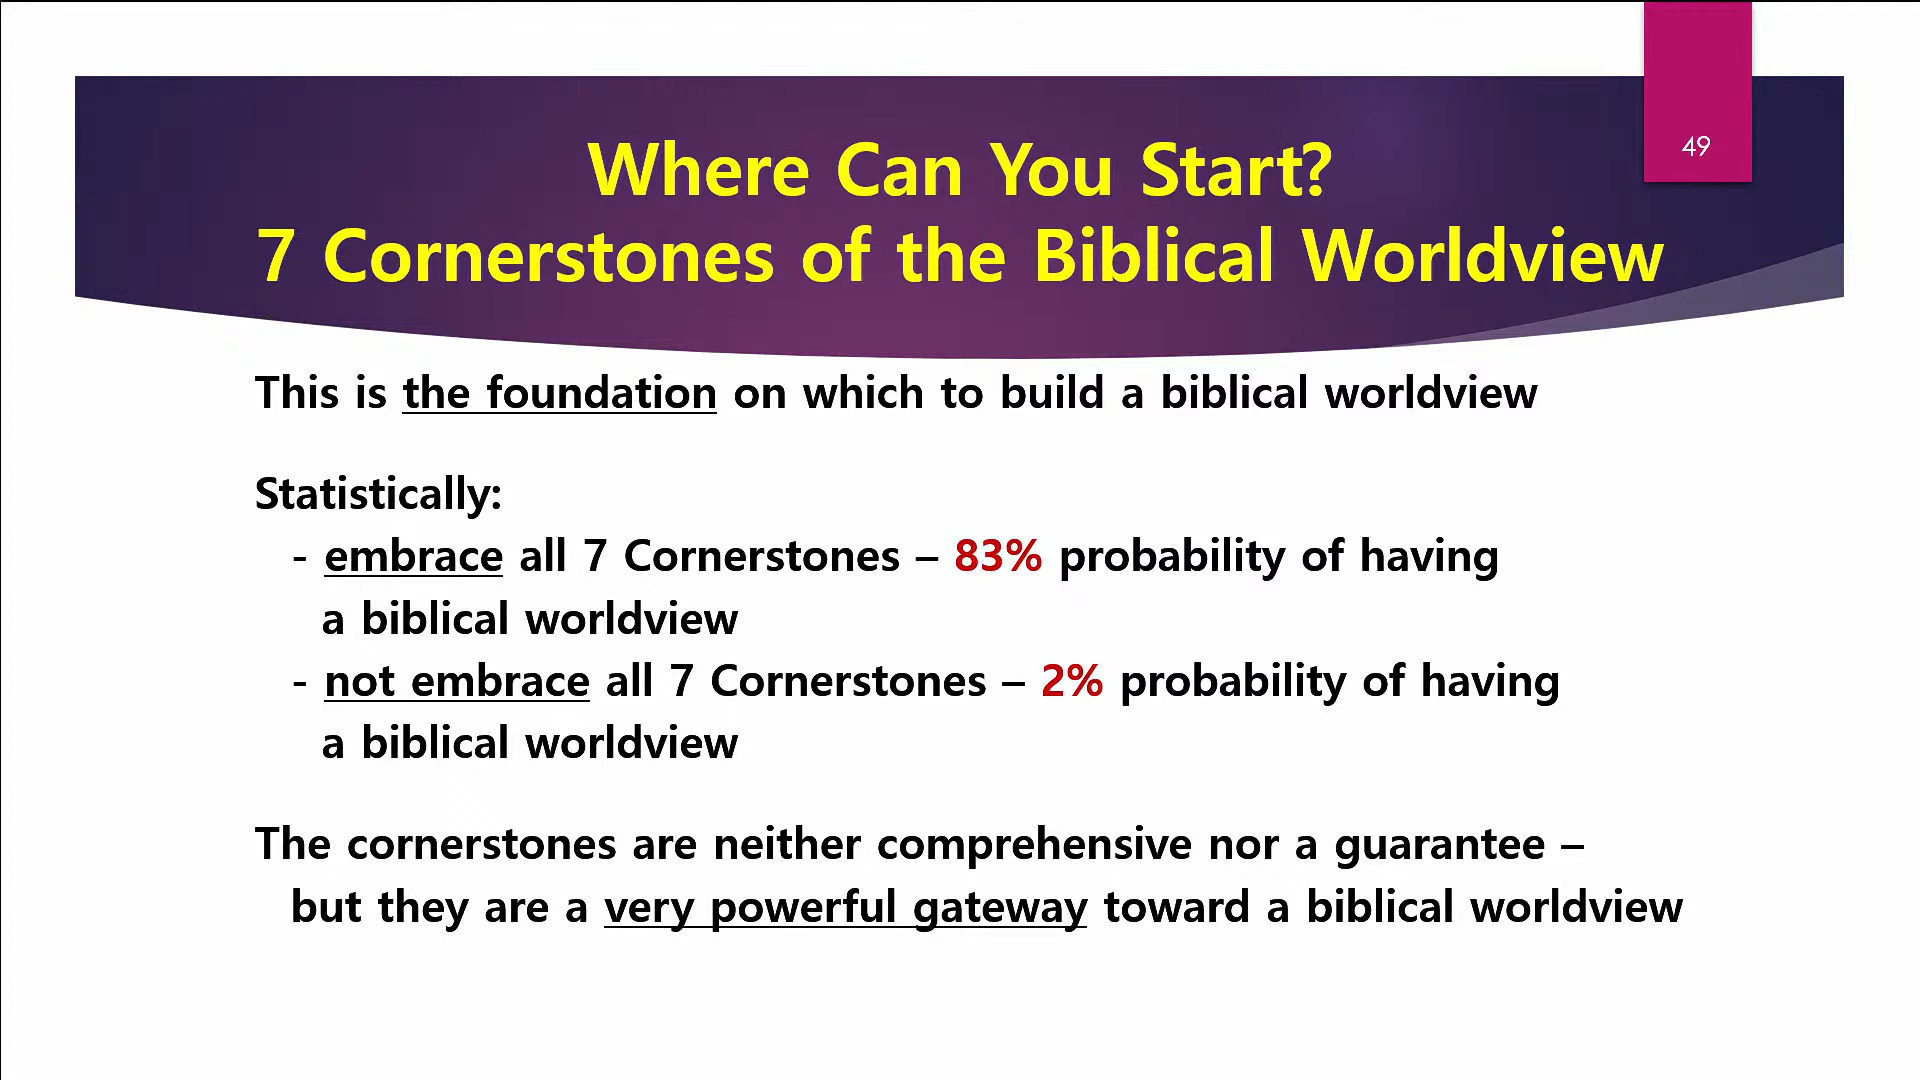 49
Where Can You Start?
7 Cornerstones of the Biblical Worldview
This is the foundation on which to build a biblical worldview
Statistically:
- embrace all 7 Cornerstones – 83% probability of having
a biblical worldview
- not embrace all 7 Cornerstones – 2% probability of having
a biblical worldview
The cornerstones are neither comprehensive nor a guarantee –
but they are a very powerful gateway toward a biblical worldview